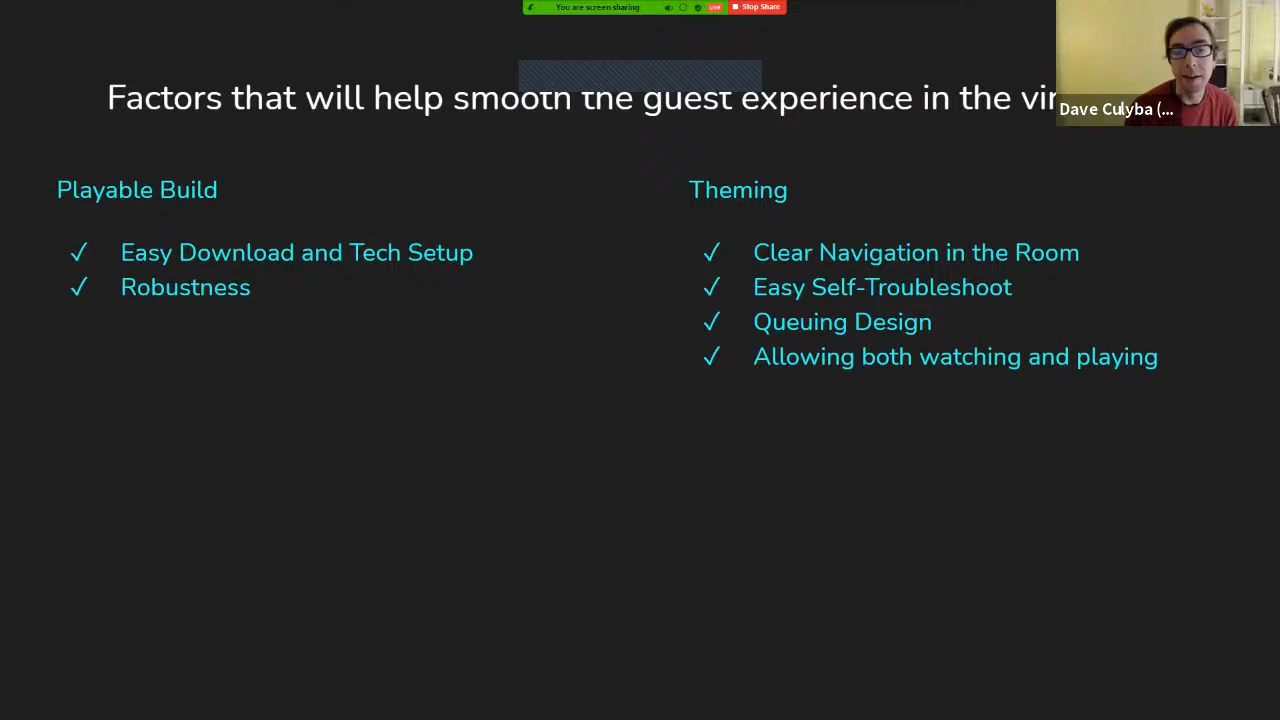 You are screen sharing
LIVE
Stop Share
Factors that will help smooth the guest experience in the vir
Dave Culyba (...
Playable Build
✓ Easy Download and Tech Setup
✓ Robustness
Theming
✓ Clear Navigation in the Room
✓ Easy Self-Troubleshoot
✓ Queuing Design
✓ Allowing both watching and playing